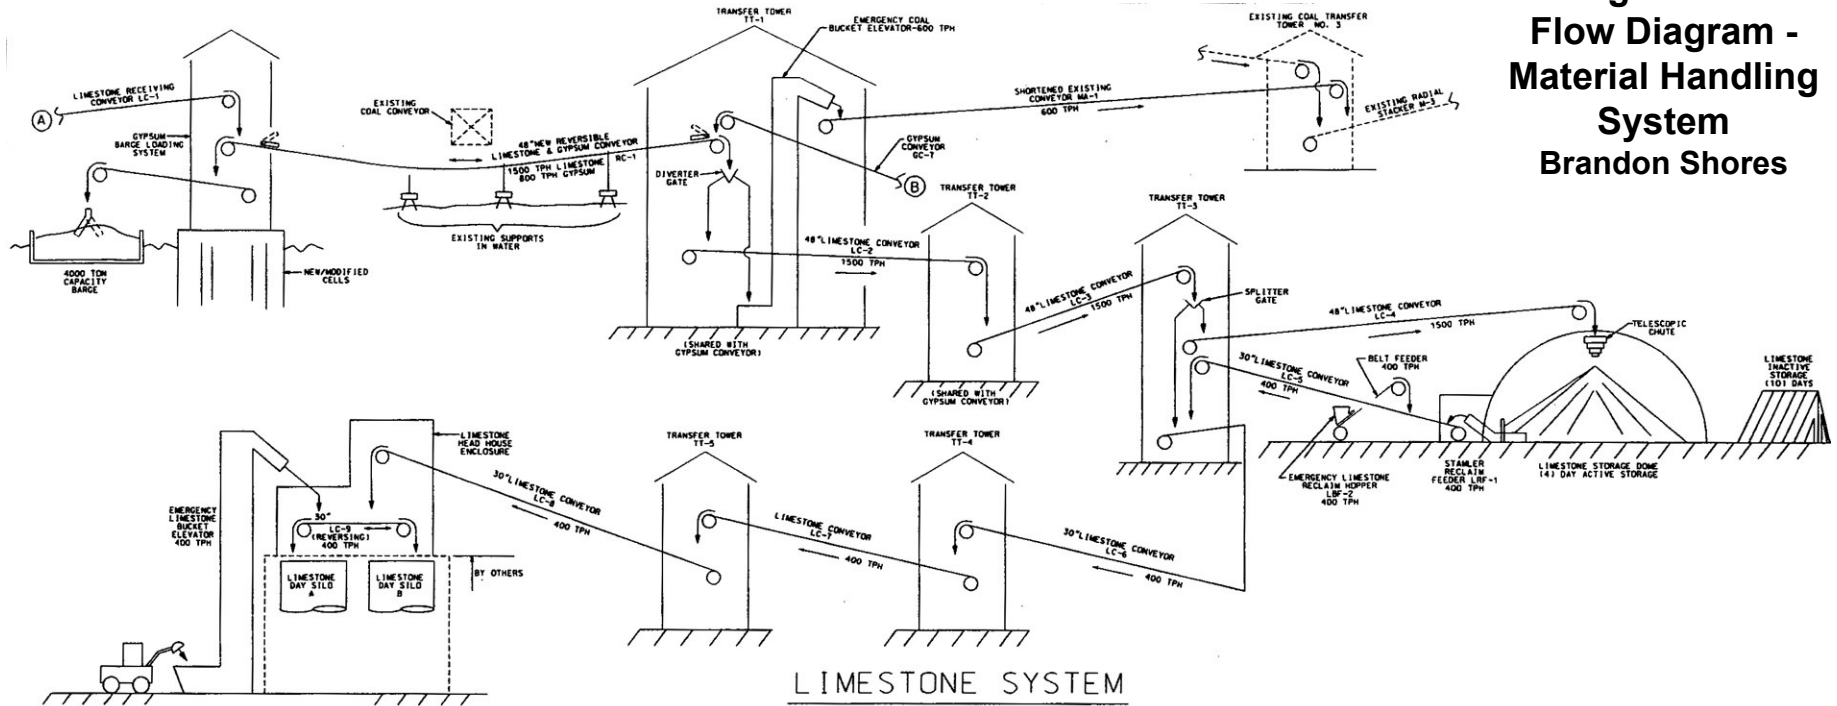 Flow Diagram -
Material Handling
System
Brandon Shores
TRANSFER TOWER
TT-1
EMERGENCY COAL
BUCKET ELEVATOR-600 TPH
EXISTING COAL TRANSFER
TOWER NO. 3
LIMESTONE RECEIVING
CONVEYOR LC-1
A
EXISTING
COAL CONVEYOR
SHORTENED EXISTING
CONVEYOR MA-1
600 TPH
EXISTING RADIAL
STACKER M-3
GYPSUM
BARGE LOADING
SYSTEM
48"NEW REVERSIBLE
LIMESTONE & GYPSUM CONVEYOR
RC-1
1500 TPH LIMESTONE
800 TPH GYPSUM
GYPSUM
CONVEYOR
GC-7
B
DIVERTER
GATE
TRANSFER TOWER
TT-2
TRANSFER TOWER
TT-3
EXISTING SUPPORTS
IN WATER
48"LIMESTONE CONVEYOR
LC-2
1500 TPH
4000 TON
CAPACITY
BARGE
NEW/MODIFIED
CELLS
48"LIMESTONE CONVEYOR
LC-3
1500 TPH
SPLITTER
GATE
48"LIMESTONE CONVEYOR
LC-4
1500 TPH
TELESCOPIC
CHUTE
(SHARED WITH
GYPSUM CONVEYOR)
30"LIMESTONE CONVEYOR
LC-5
400 TPH
BELT FEEDER
400 TPH
LIMESTONE
INACTIVE
STORAGE
(10) DAYS
(SHARED WITH
GYPSUM CONVEYOR)
LIMESTONE
HEAD HOUSE
ENCLOSURE
TRANSFER TOWER
TT-5
TRANSFER TOWER
TT-4
EMERGENCY LIMESTONE
RECLAIM HOPPER
LBF-2
400 TPH
STAMLER
RECLAIM
FEEDER LRF-1
400 TPH
LIMESTONE STORAGE DOME
(4) DAY ACTIVE STORAGE
30"LIMESTONE CONVEYOR
LC-8
400 TPH
EMERGENCY
LIMESTONE
BUCKET
ELEVATOR
400 TPH
30"
LC-9
(REVERSING)
400 TPH
LIMESTONE CONVEYOR
LC-7
400 TPH
30"LIMESTONE CONVEYOR
LC-6
400 TPH
LIMESTONE
DAY SILO
A
LIMESTONE
DAY SILO
B
BY OTHERS
LIMESTONE SYSTEM